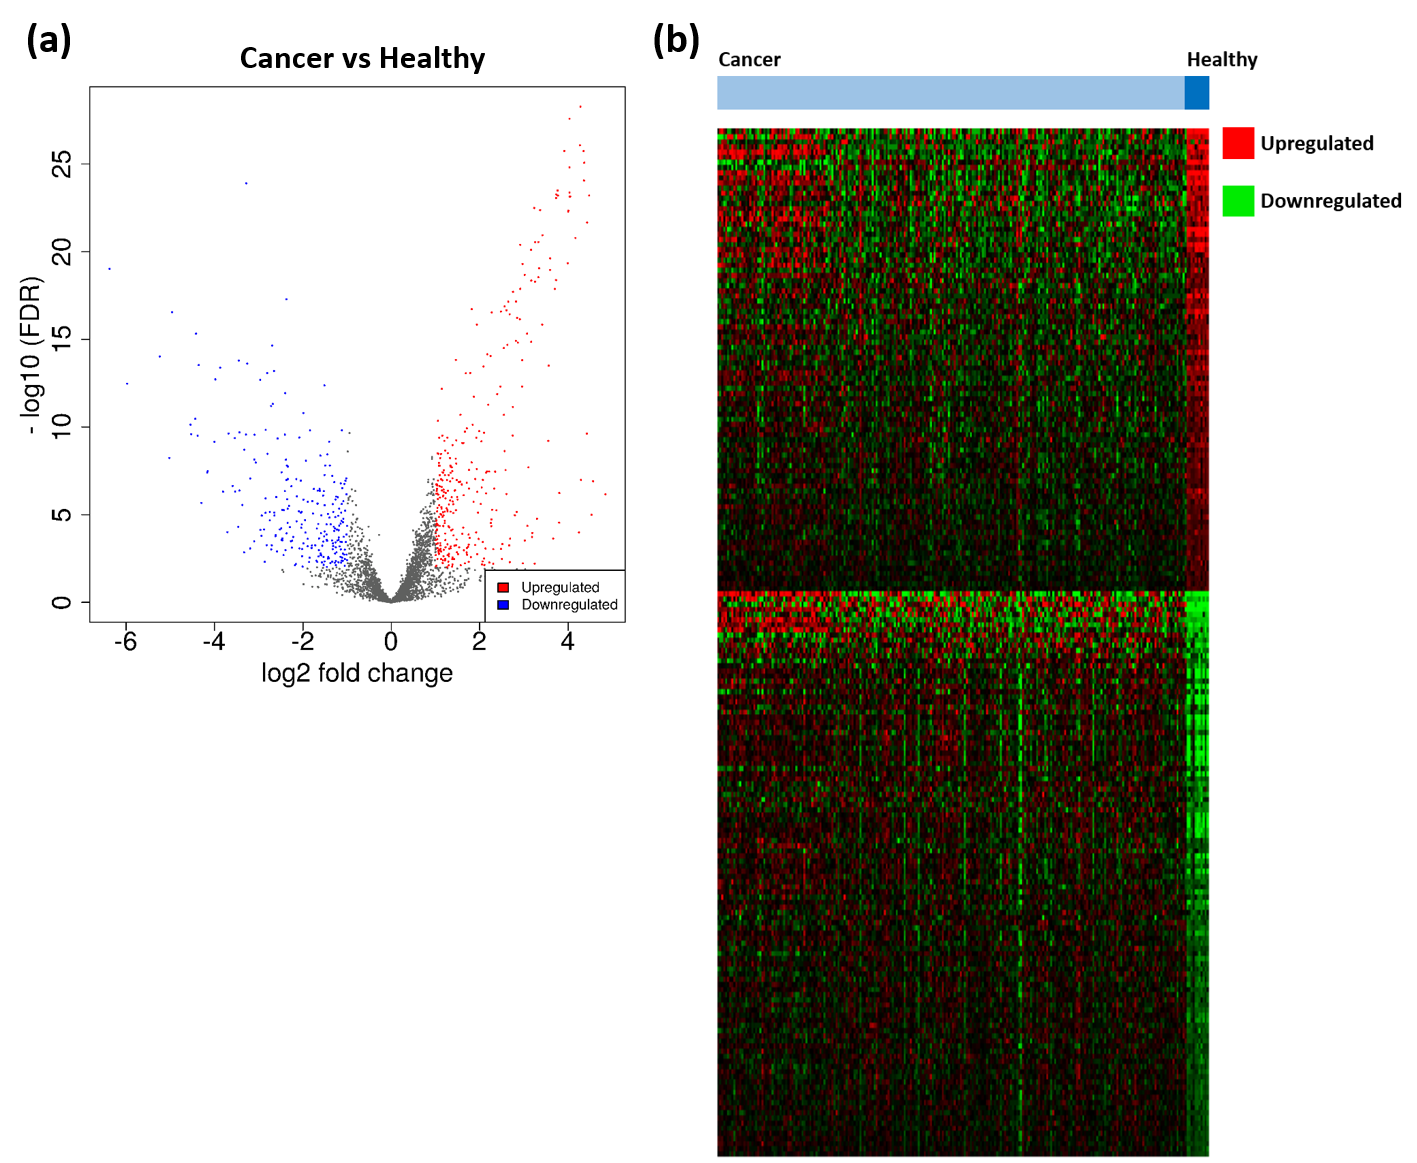 (a)
Cancer vs Healthy
- log10 (FDR)
25
20
15
10
5
0
-6
-4
-2
0
2
4
log2 fold change
Upregulated
Downregulated
(b)
Cancer
Healthy
Upregulated
Downregulated